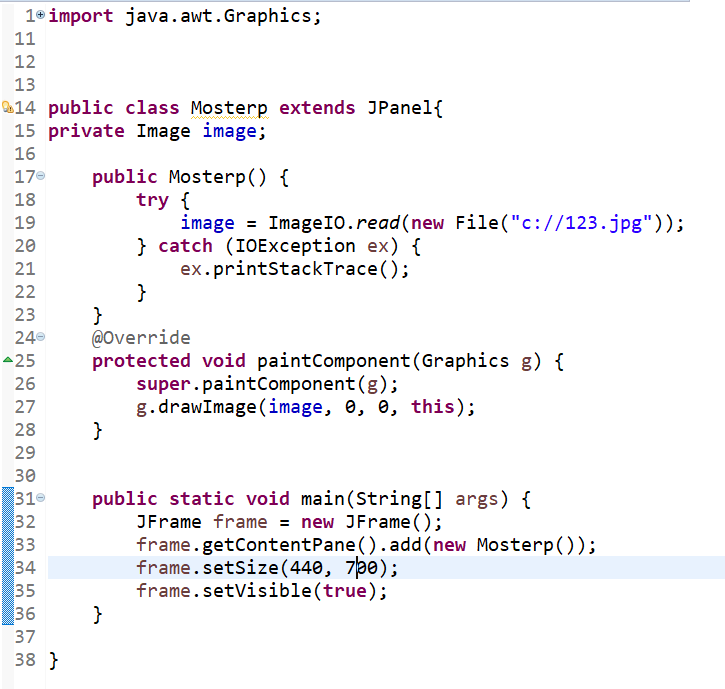 1 import java.awt.Graphics;
11
12
13
14 public class Mosterp extends JPanel{
15 private Image image;
16
17     public Mosterp() {
18         try {
19             image = ImageIO.read(new File("c://123.jpg"));
20         } catch (IOException ex) {
21             ex.printStackTrace();
22         }
23     }
24     @Override
25     protected void paintComponent(Graphics g) {
26         super.paintComponent(g);
27         g.drawImage(image, 0, 0, this);
28     }
29
30
31     public static void main(String[] args) {
32         JFrame frame = new JFrame();
33         frame.getContentPane().add(new Mosterp());
34         frame.setSize(440, 700);
35         frame.setVisible(true);
36     }
37
38 }